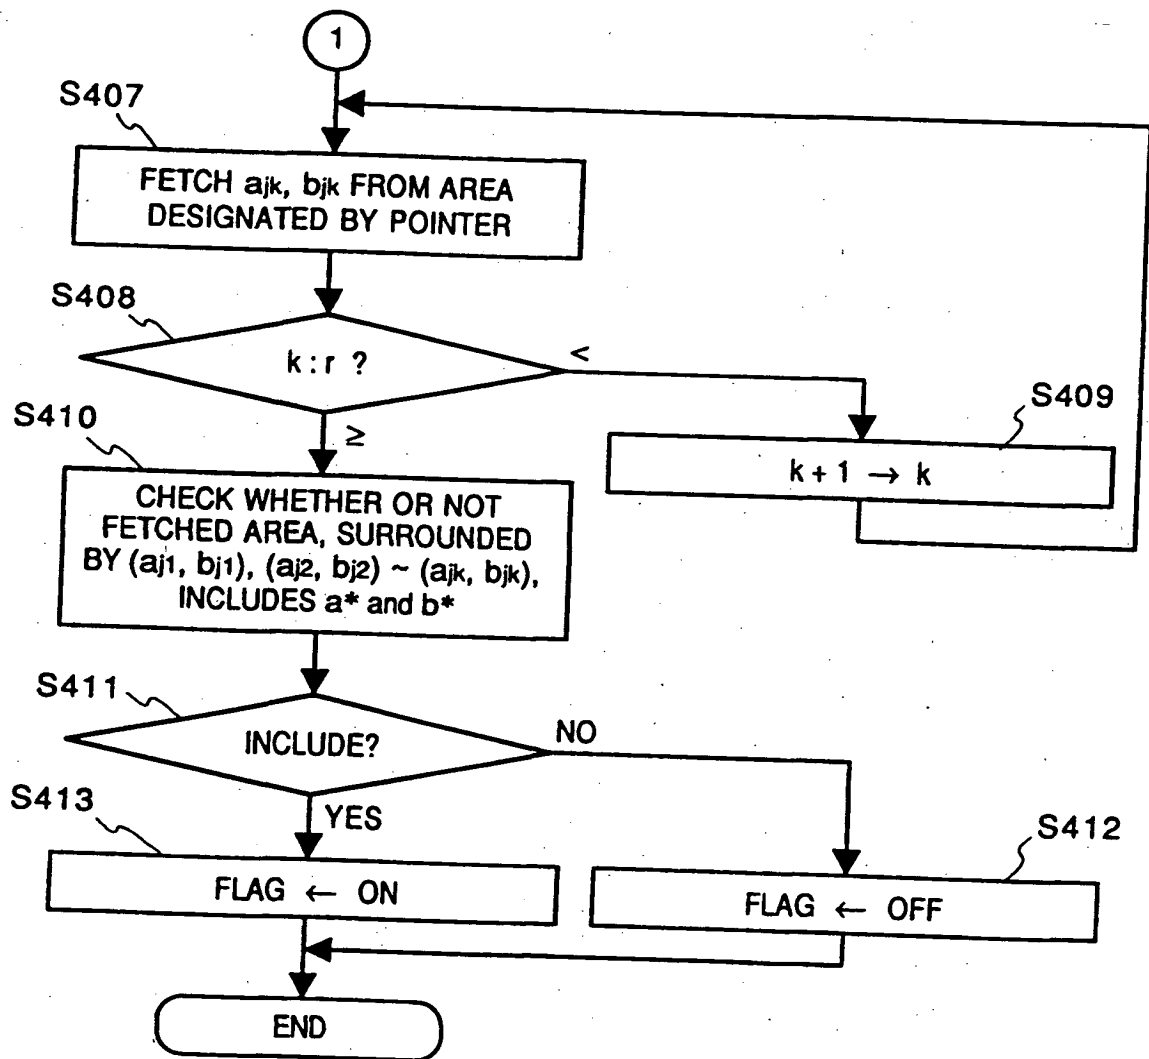 1
S407
FETCH ajk, bjk FROM AREA
DESIGNATED BY POINTER
S408
k : r ?
<
S409
k + 1 → k
≥
S410
CHECK WHETHER OR NOT
FETCHED AREA, SURROUNDED
BY (aj1, bj1), (aj2, bj2) ~ (ajk, bjk),
INCLUDES a* and b*
S411
INCLUDE?
NO
YES
S413
FLAG ← ON
S412
FLAG ← OFF
END